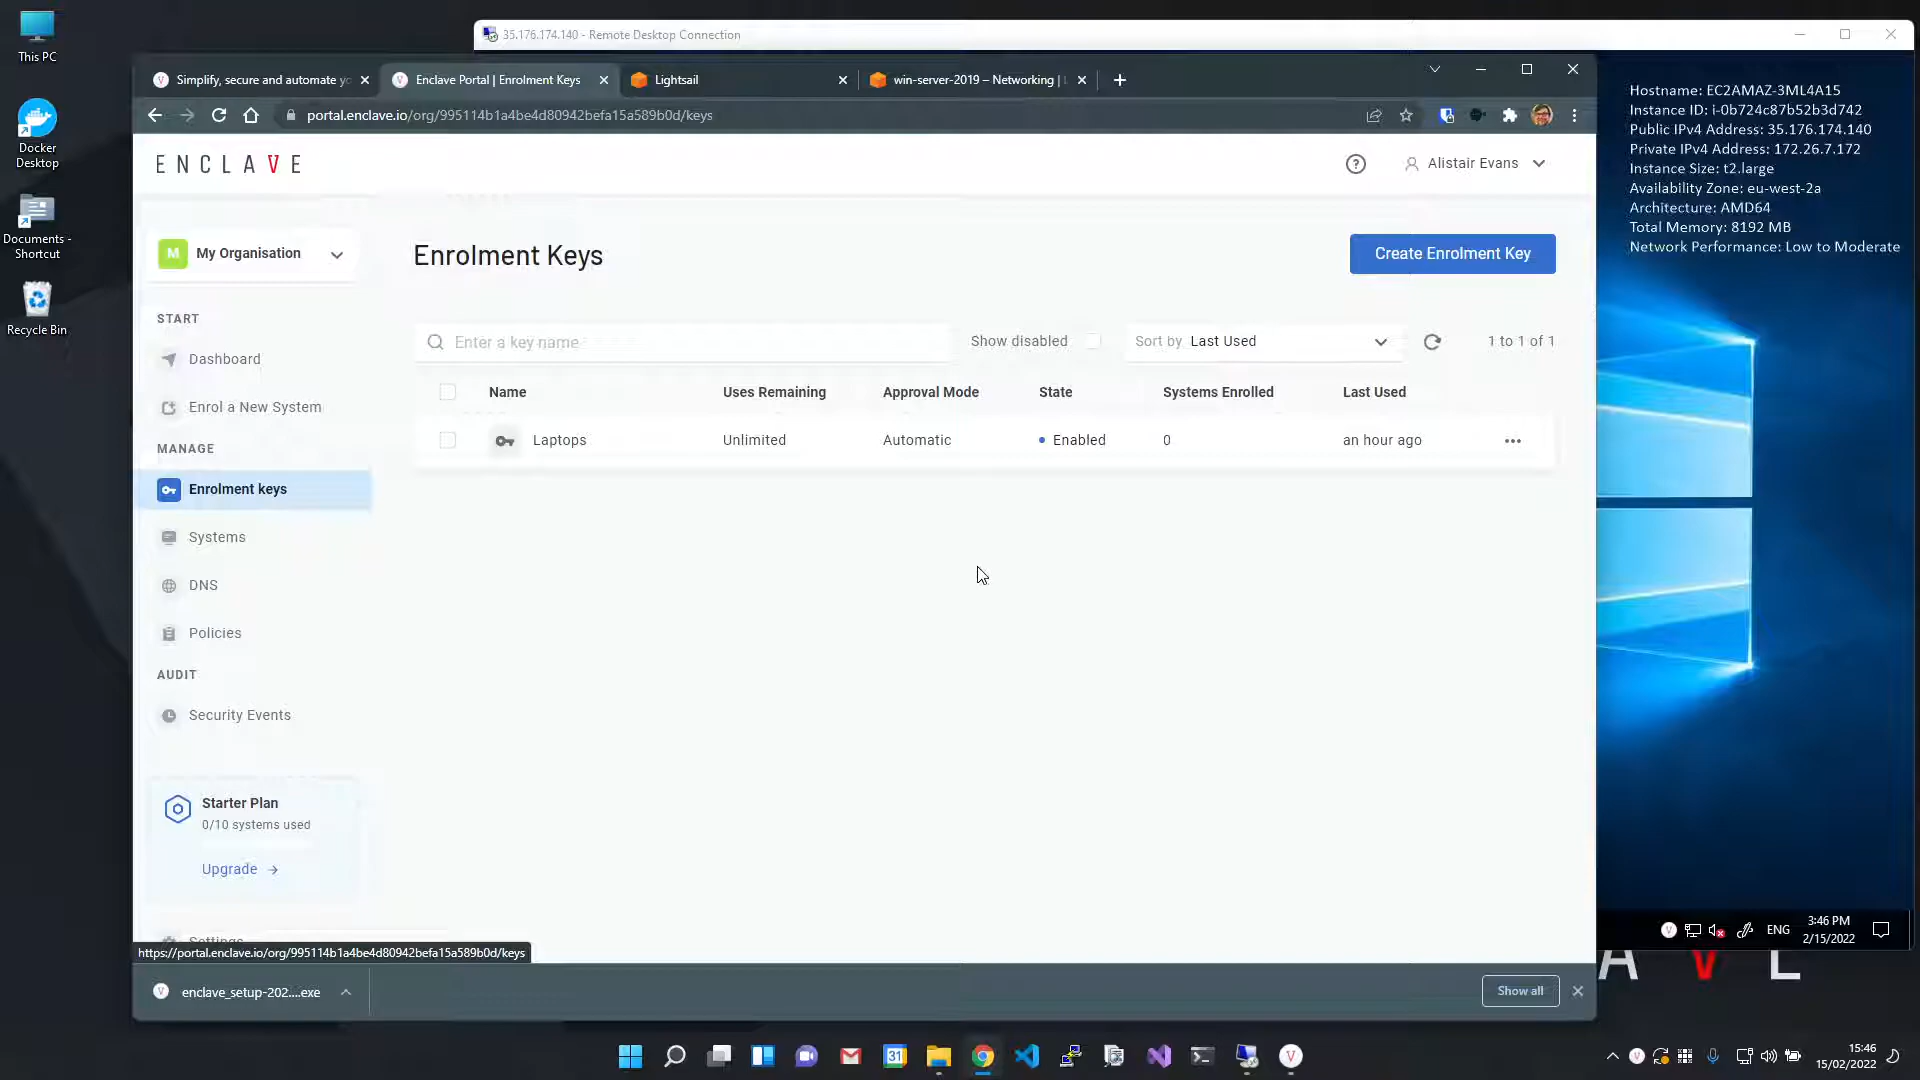 This PC
Docker
Desktop
Documents -
Shortcut
Recycle Bin
35.176.174.140 - Remote Desktop Connection
Simplify, secure and automate yo
Enclave Portal | Enrolment Keys
Lightsail
win-server-2019 – Networking |
portal.enclave.io/org/995114b1a4be4d80942befa15a589b0d/keys
Hostname: EC2AMAZ-3ML4A15
Instance ID: i-0b724c87b52b3d742
Public IPv4 Address: 35.176.174.140
Private IPv4 Address: 172.26.7.172
Instance Size: t2.large
Availability Zone: eu-west-2a
Architecture: AMD64
Total Memory: 8192 MB
Network Performance: Low to Moderate
ENCLAVE
Alistair Evans
M My Organisation
START
Dashboard
Enrol a New System
MANAGE
Enrolment keys
Systems
DNS
Policies
AUDIT
Security Events
Starter Plan
0/10 systems used
Upgrade →
Settings
Enrolment Keys
Create Enrolment Key
Enter a key name
Show disabled
Sort by Last Used
1 to 1 of 1
Name Uses Remaining Approval Mode State Systems Enrolled Last Used
Laptops Unlimited Automatic Enabled 0 an hour ago
https://portal.enclave.io/org/995114b1a4be4d80942befa15a589b0d/keys
enclave_setup-202....exe
Show all
ENG
3:46 PM
2/15/2022
A V E
31
15:46
15/02/2022